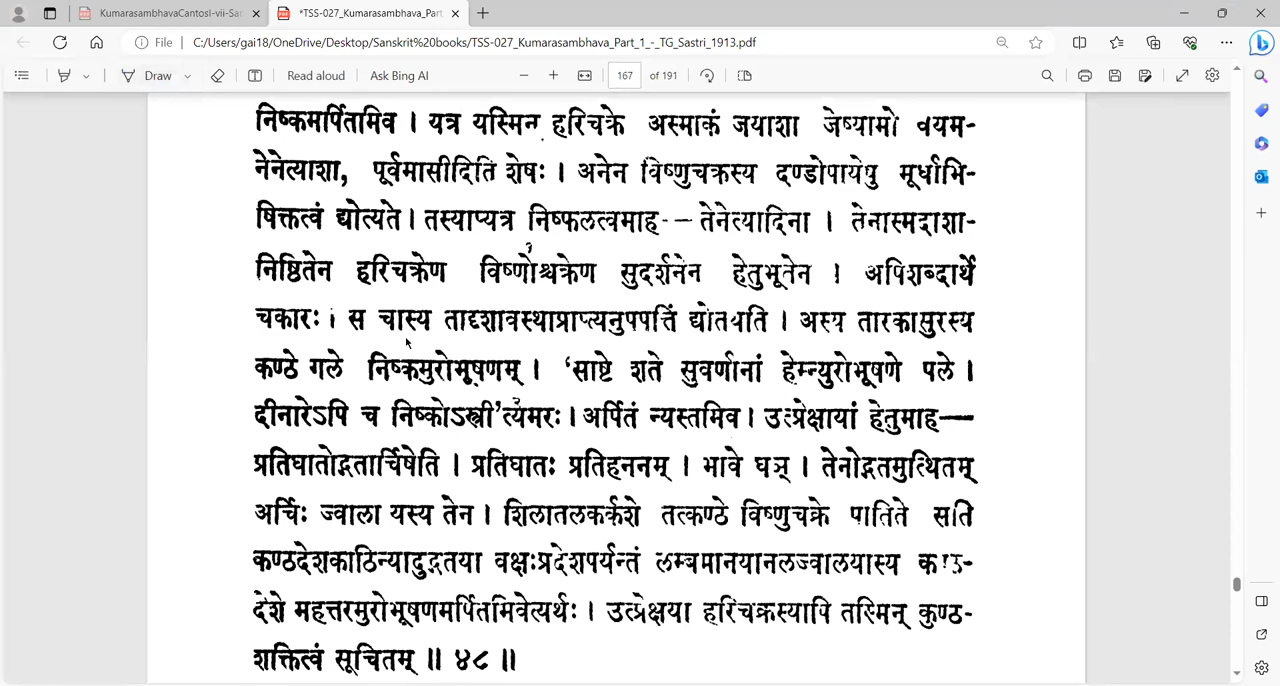 KumarasambhavaCantosI-vii-San
*TSS-027_Kumarasambhava_Part_
File
C:/Users/gai18/OneDrive/Desktop/Sanskrit%20books/TSS-027_Kumarasambhava_Part_1_-_TG_Sastri_1913.pdf
Draw
Read aloud
Ask Bing AI
167 of 191
निष्कमर्पितमिव । यत्र यस्मिन् हरिचक्रे अस्माकं जयाशा जेष्यामो वयम-
नेनेत्याशा, पूर्वमासीदिति शेषः । अनेन विष्णुचक्रस्य दण्डोपायेषु मूर्धाभि-
षिक्तत्वं द्योत्यते । तस्याप्यत्र निष्फलत्वमाह -— तेनेत्यादिना । तेनास्मदाशा-
निष्ठितेन हरिचक्रेण विष्णोश्चक्रेण सुदर्शनेन हेतुभूतेन । अपिशब्दार्थे
चकारः । स चास्य तादृशावस्थाप्राप्त्यनुपपत्तिं द्योतयति । अस्य तारकासुरस्य
कण्ठे गले निष्कमुरोभूषणम् । ‘साष्टे शते सुवर्णानां हेम्न्युरोभूषणे पले ।
दीनारेऽपि च निष्कोऽस्त्री’त्यमरः । अर्पितं न्यस्तमिव । उत्प्रेक्षायां हेतुमाह—
प्रतिघातोद्गतार्चिषेति । प्रतिघातः प्रतिहननम् । भावे घञ् । तेनोद्गतमुत्थितम्
अर्चिः ज्वाला यस्य तेन । शिलातलकर्कशे तत्कण्ठे विष्णुचक्रे पातिते सति
कण्ठदेशकाठिन्यादुद्गतया वक्षःप्रदेशपर्यन्तं लम्बमानयानलज्वालयास्य कण्ठ-
देशे महत्तरमुरोभूषणमर्पितमिवेत्यर्थः । उत्प्रेक्षया हरिचक्रस्यापि तस्मिन् कुण्ठ-
शक्तित्वं सूचितम् ॥ ४८ ॥